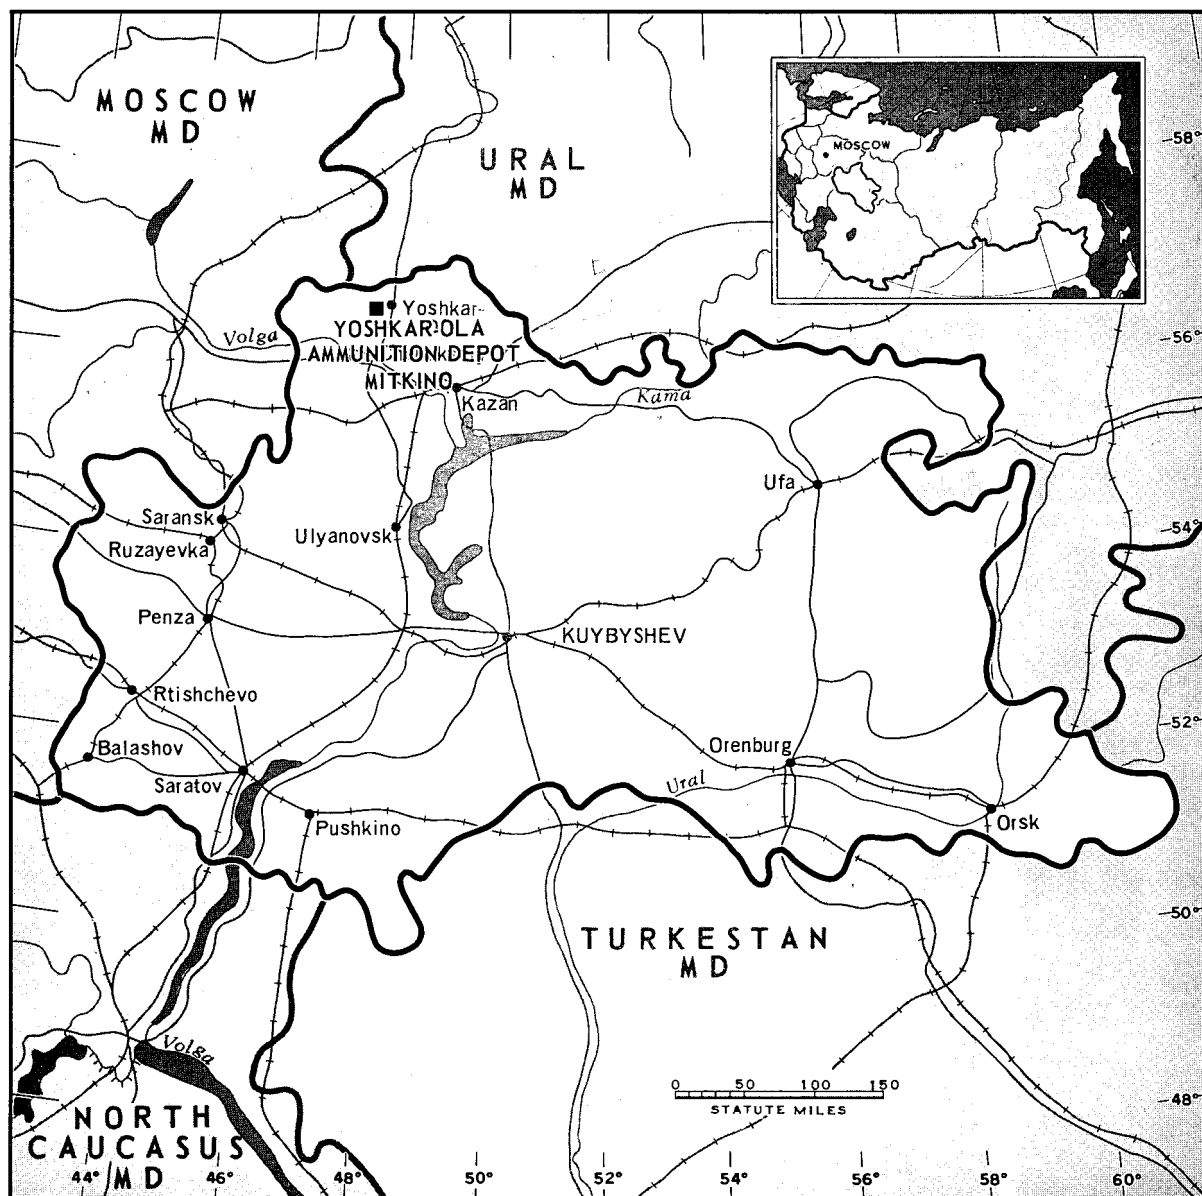 MOSCOW
MD
URAL
MD
MOSCOW
58°
Yoshkar-
Volga
YOSHKAR OLA
AMMUNITION DEPOT
MITKINO
Kazan
Kama
56°
Ufa
Saransk
Ruzayevka
Ulyanovsk
54°
Penza
KUYBYSHEV
Rtishchevo
Balashov
Saratov
Orenburg
52°
Ural
Pushkino
Orsk
50°
TURKESTAN
MD
Volga
0 50 100 150
STATUTE MILES
48°
NORTH
CAUCASUS
MD
44° 46° 48° 50° 52° 54° 56° 58° 60°